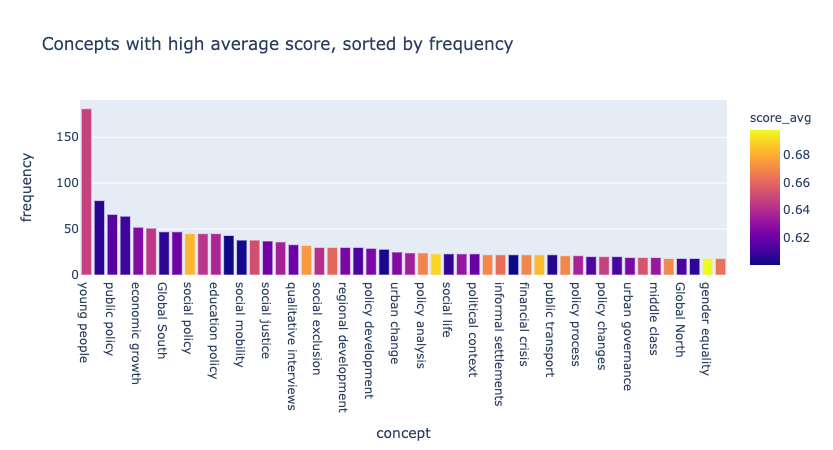 Concepts with high average score, sorted by frequency
score_avg
0.68
0.66
0.64
0.62
frequency
150
100
50
0
young people
public policy
economic growth
Global South
social policy
education policy
social mobility
social justice
qualitative interviews
social exclusion
regional development
policy development
urban change
policy analysis
social life
political context
informal settlements
financial crisis
public transport
policy process
policy changes
urban governance
middle class
Global North
gender equality
concept